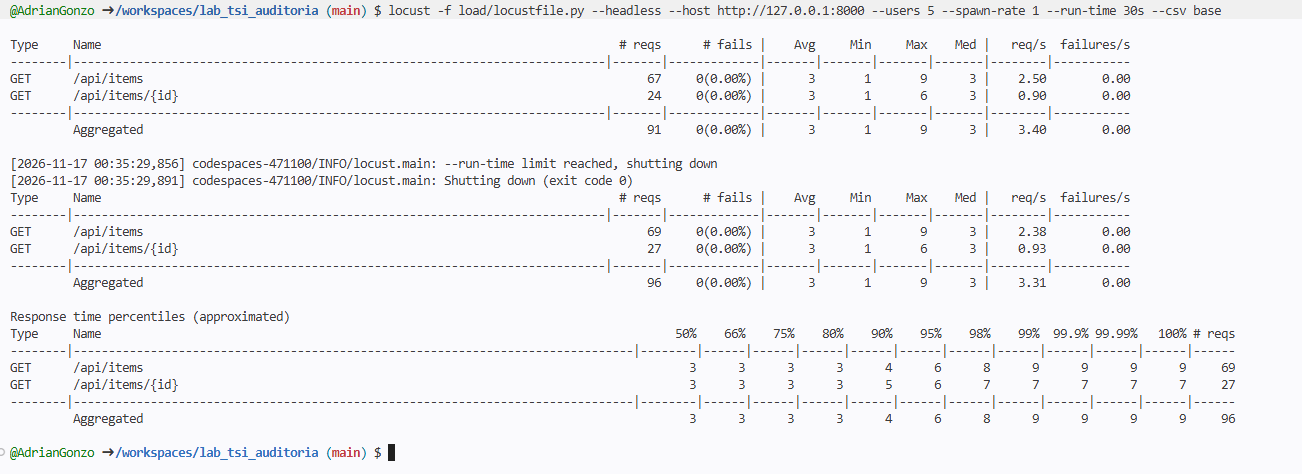 @AdrianGonzo ➜/workspaces/lab_tsi_auditoria (main) $ locust -f load/locustfile.py --headless --host http://127.0.0.1:8000 --users 5 --spawn-rate 1 --run-time 30s --csv base
Type     Name                                                                          # reqs      # fails |    Avg     Min     Max    Med |   req/s  failures/s
--------|----------------------------------------------------------------------------|-------|-------------|-------|-------|-------|-------|--------|-----------
GET      /api/items                                                                        67     0(0.00%) |      3       1       9      3 |    2.50        0.00
GET      /api/items/{id}                                                                   24     0(0.00%) |      3       1       6      3 |    0.90        0.00
--------|----------------------------------------------------------------------------|-------|-------------|-------|-------|-------|-------|--------|-----------
         Aggregated                                                                        91     0(0.00%) |      3       1       9      3 |    3.40        0.00
[2026-11-17 00:35:29,856] codespaces-471100/INFO/locust.main: --run-time limit reached, shutting down
[2026-11-17 00:35:29,891] codespaces-471100/INFO/locust.main: Shutting down (exit code 0)
Type     Name                                                                          # reqs      # fails |    Avg     Min     Max    Med |   req/s  failures/s
--------|----------------------------------------------------------------------------|-------|-------------|-------|-------|-------|-------|--------|-----------
GET      /api/items                                                                        69     0(0.00%) |      3       1       9      3 |    2.38        0.00
GET      /api/items/{id}                                                                   27     0(0.00%) |      3       1       6      3 |    0.93        0.00
--------|----------------------------------------------------------------------------|-------|-------------|-------|-------|-------|-------|--------|-----------
         Aggregated                                                                        96     0(0.00%) |      3       1       9      3 |    3.31        0.00
Response time percentiles (approximated)
Type     Name                                                                                  50%    66%    75%    80%    90%    95%    98%    99%  99.9% 99.99%   100% # reqs
--------|--------------------------------------------------------------------------------|--------|------|------|------|------|------|------|------|------|------|------|------
GET      /api/items                                                                              3      3      3      3      4      6      8      9      9      9      9     69
GET      /api/items/{id}                                                                         3      3      3      3      5      6      7      7      7      7      7     27
--------|--------------------------------------------------------------------------------|--------|------|------|------|------|------|------|------|------|------|------|------
         Aggregated                                                                              3      3      3      3      4      6      8      9      9      9      9     96
@AdrianGonzo ➜/workspaces/lab_tsi_auditoria (main) $